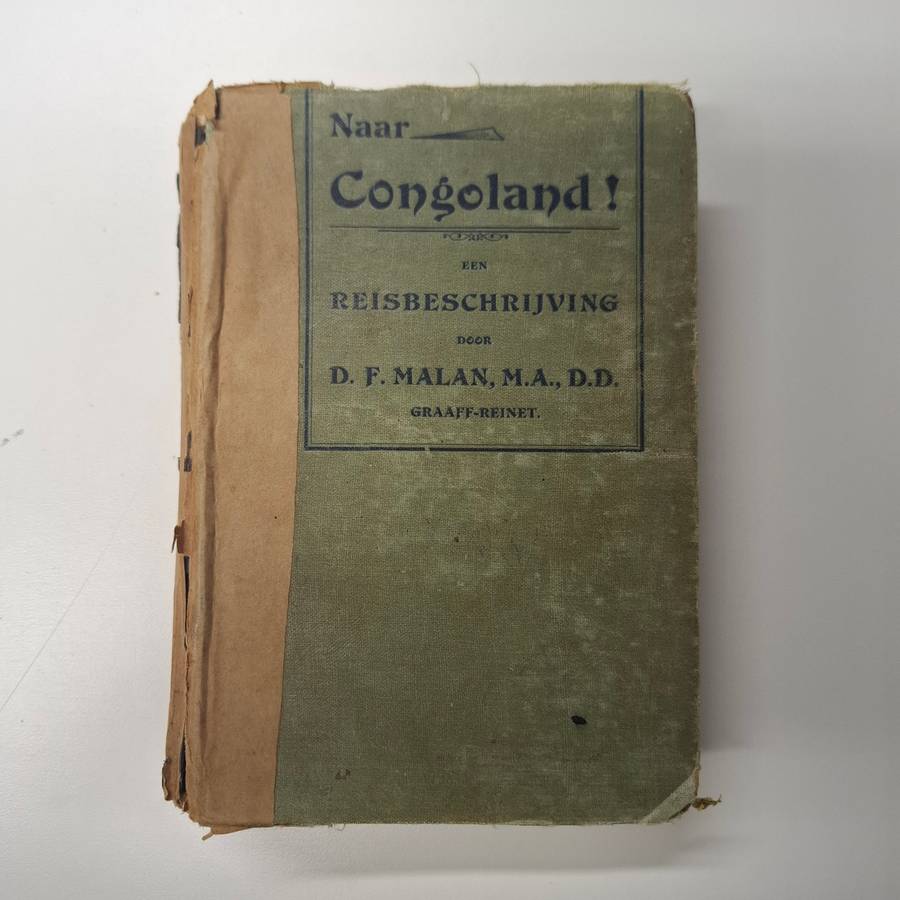 Naar
Congoland!
EEN
REISBESCHRIJVING
DOOR
D. F. MALAN, M.A., D.D.
GRAAFF-REINET.